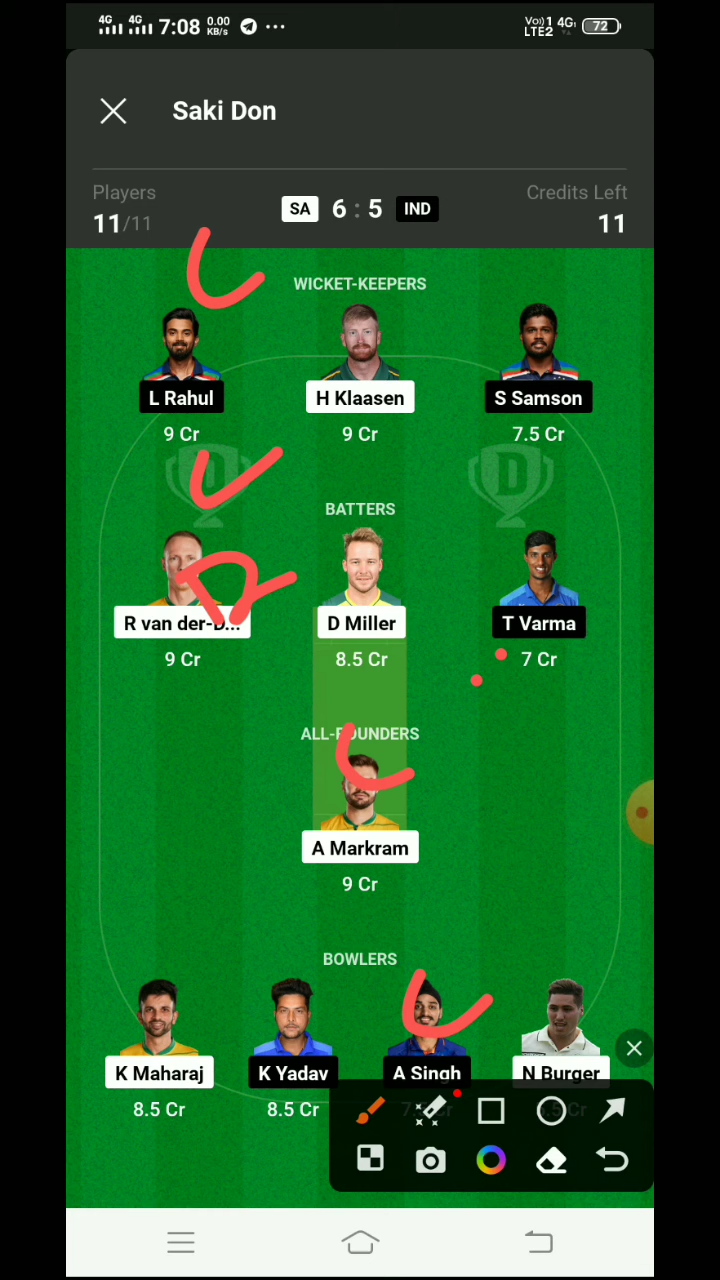 4G 4G 7:08 0.00 KB/s ... Vo)) 1 4G LTE2 72
Saki Don
Players Credits Left
11/11 SA 6 : 5 IND 11
WICKET-KEEPERS
L Rahul H Klaasen S Samson
9 Cr 9 Cr 7.5 Cr
BATTERS
R van der-D... D Miller T Varma
9 Cr 8.5 Cr 7 Cr
ALL-ROUNDERS
A Markram
9 Cr
BOWLERS
K Maharaj K Yadav A Singh N Burger
8.5 Cr 8.5 Cr